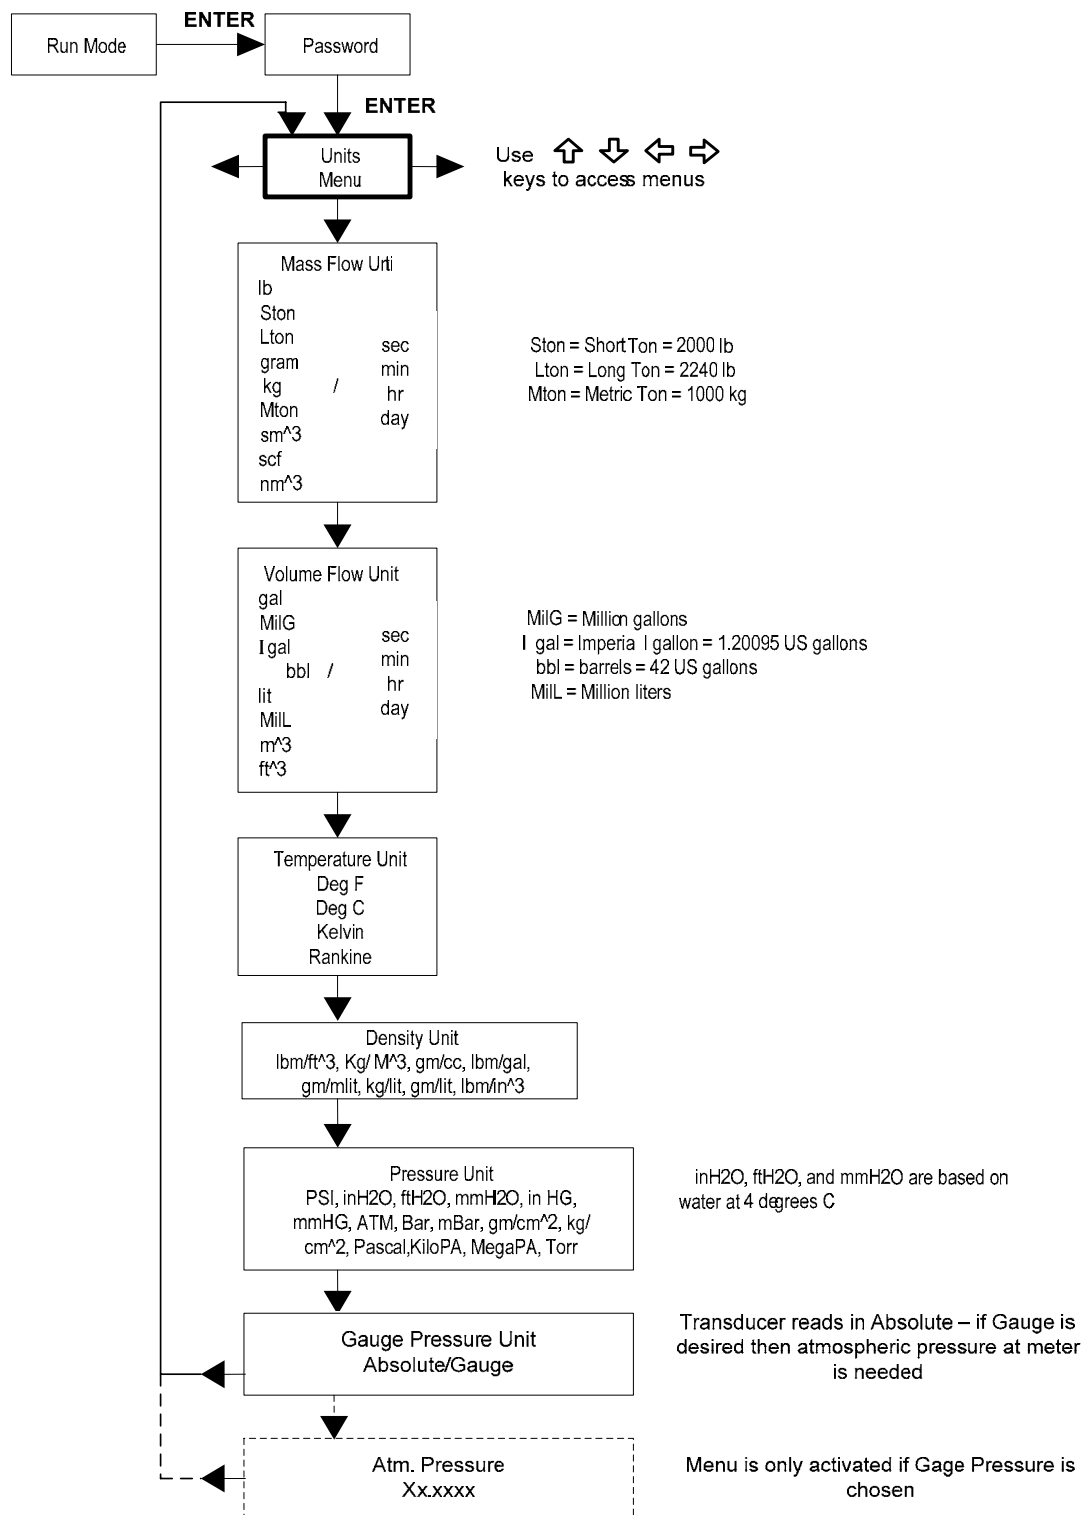 ENTER
Run Mode
Password
ENTER
Units
Menu
Use
keys to access menus
Mass Flow Urti
lb
Ston
Lton
gram
kg /
Mton
sm^3
scf
nm^3
sec
min
hr
day
Ston = Short Ton = 2000 lb
Lton = Long Ton = 2240 lb
Mton = Metric Ton = 1000 kg
Volume Flow Unit
gal
MilG
I gal
bbl /
lit
MilL
m^3
ft^3
sec
min
hr
day
MilG = Million gallons
I gal = Imperia l gallon = 1.20095 US gallons
bbl = barrels = 42 US gallons
MilL = Million liters
Temperature Unit
Deg F
Deg C
Kelvin
Rankine
Density Unit
lbm/ft^3, Kg/ M^3, gm/cc, lbm/gal,
gm/mlit, kg/lit, gm/lit, lbm/in^3
Pressure Unit
PSI, inH2O, ftH2O, mmH2O, in HG,
mmHG, ATM, Bar, mBar, gm/cm^2, kg/
cm^2, Pascal,KiloPA, MegaPA, Torr
inH2O, ftH2O, and mmH2O are based on
water at 4 degrees C
Gauge Pressure Unit
Absolute/Gauge
Transducer reads in Absolute – if Gauge is
desired then atmospheric pressure at meter
is needed
Atm. Pressure
Xx.xxxx
Menu is only activated if Gage Pressure is
chosen